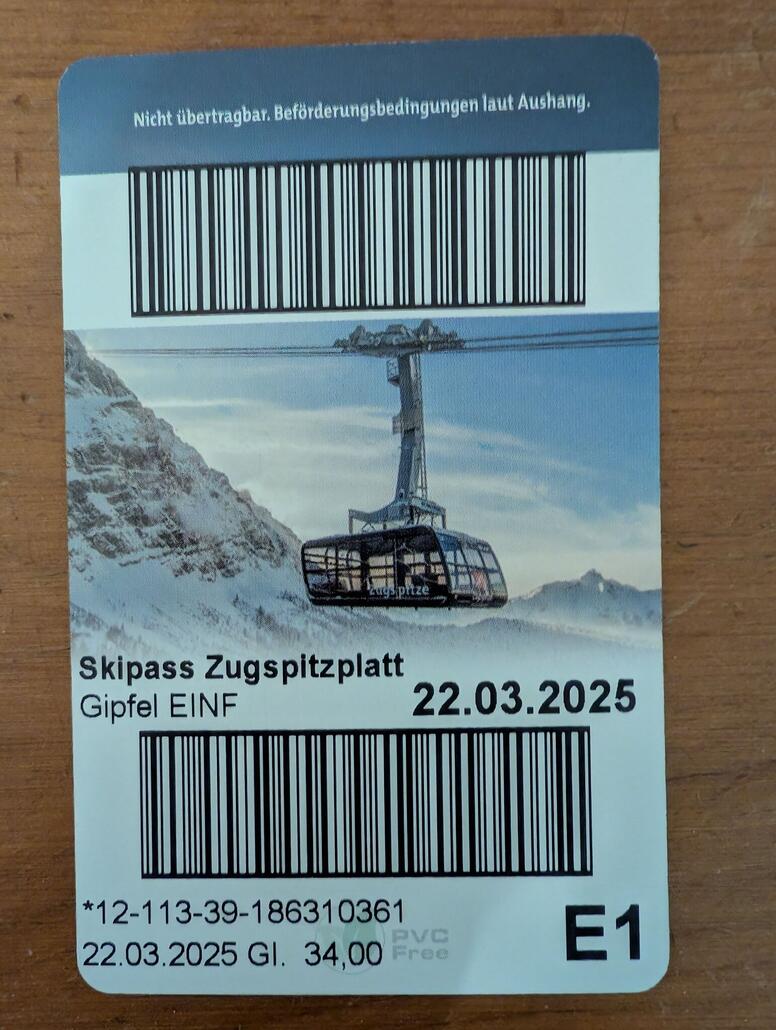 Nicht übertragbar. Beförderungsbedingungen laut Aushang.
Zugspitze
Skipass Zugspitzplatt
Gipfel EINF 22.03.2025
*12-113-39-186310361
22.03.2025 Gl. 34,00
PVC
Free
E1